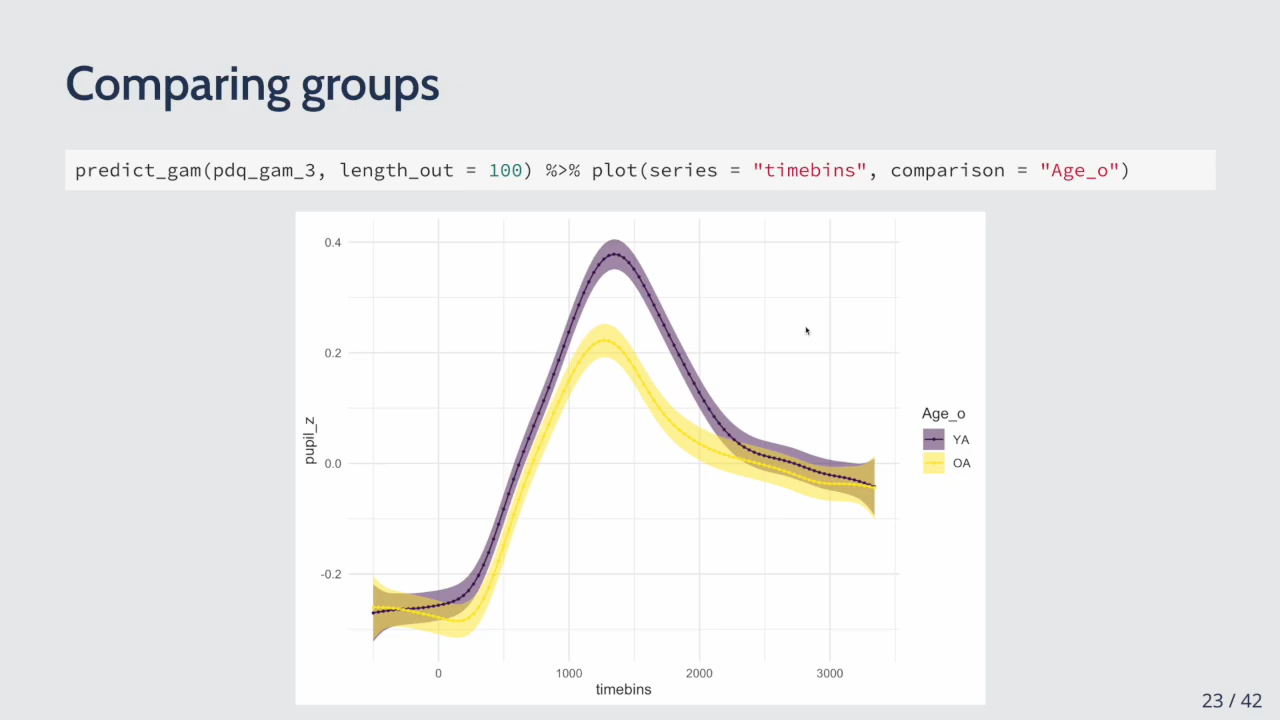 Comparing groups
predict_gam(pdq_gam_3, length_out = 100) %>% plot(series = "timebins", comparison = "Age_o")
0.4
0.2
0.0
-0.2
pupil_z
0 1000 2000 3000
timebins
Age_o
YA
OA
23 / 42